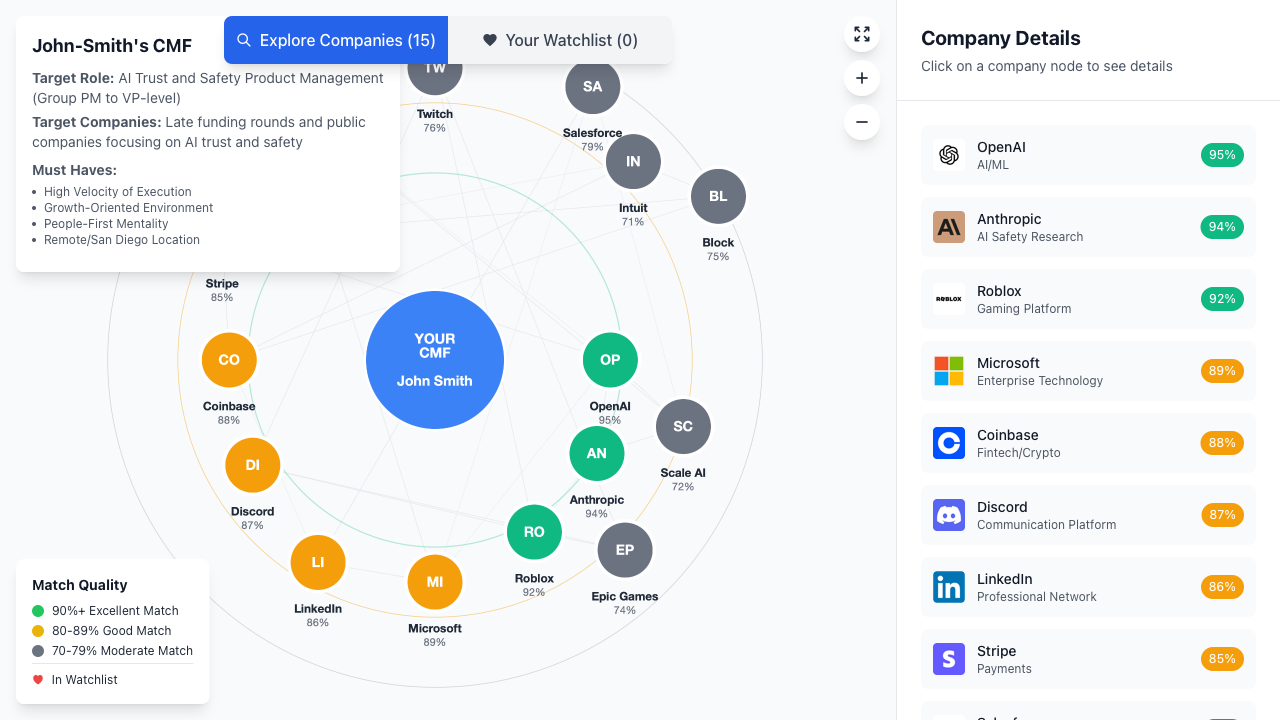 John-Smith's CMF
Target Role: AI Trust and Safety Product Management
(Group PM to VP-level)
Target Companies: Late funding rounds and public
companies focusing on AI trust and safety
Must Haves:
• High Velocity of Execution
• Growth-Oriented Environment
• People-First Mentality
• Remote/San Diego Location
Explore Companies (15)
Your Watchlist (0)
TW
Twitch
76%
SA
Salesforce
79%
IN
Intuit
71%
BL
Block
75%
Stripe
85%
CO
Coinbase
88%
YOUR
CMF
John Smith
OP
OpenAI
95%
SC
Scale AI
72%
AN
Anthropic
94%
DI
Discord
87%
RO
Roblox
92%
EP
Epic Games
74%
LI
LinkedIn
86%
MI
Microsoft
89%
Match Quality
90%+ Excellent Match
80-89% Good Match
70-79% Moderate Match
In Watchlist
Company Details
Click on a company node to see details
OpenAI
AI/ML
95%
Anthropic
AI Safety Research
94%
ROBLOX
Roblox
Gaming Platform
92%
Microsoft
Enterprise Technology
89%
Coinbase
Fintech/Crypto
88%
Discord
Communication Platform
87%
in
LinkedIn
Professional Network
86%
S
Stripe
Payments
85%